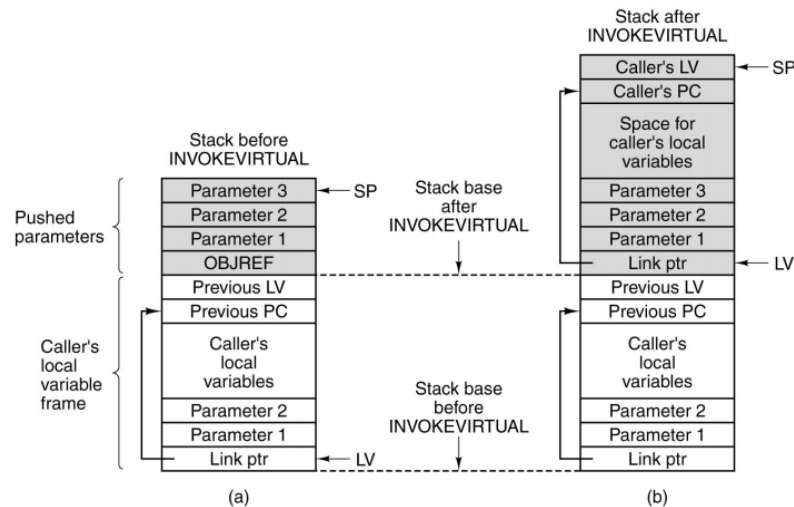 Stack after
INVOKEVIRTUAL
Caller's LV
SP
Caller's PC
Space for
caller's local
variables
Parameter 3
Parameter 2
Parameter 1
Link ptr
LV
Previous LV
Previous PC
Caller's
local
variables
Parameter 2
Parameter 1
Link ptr
(b)
Stack before
INVOKEVIRTUAL
Pushed
parameters
Parameter 3
SP
Parameter 2
Parameter 1
OBJREF
Caller's
local
variable
frame
Previous LV
Previous PC
Caller's
local
variables
Parameter 2
Parameter 1
Link ptr
LV
(a)
Stack base
after
INVOKEVIRTUAL
Stack base
before
INVOKEVIRTUAL